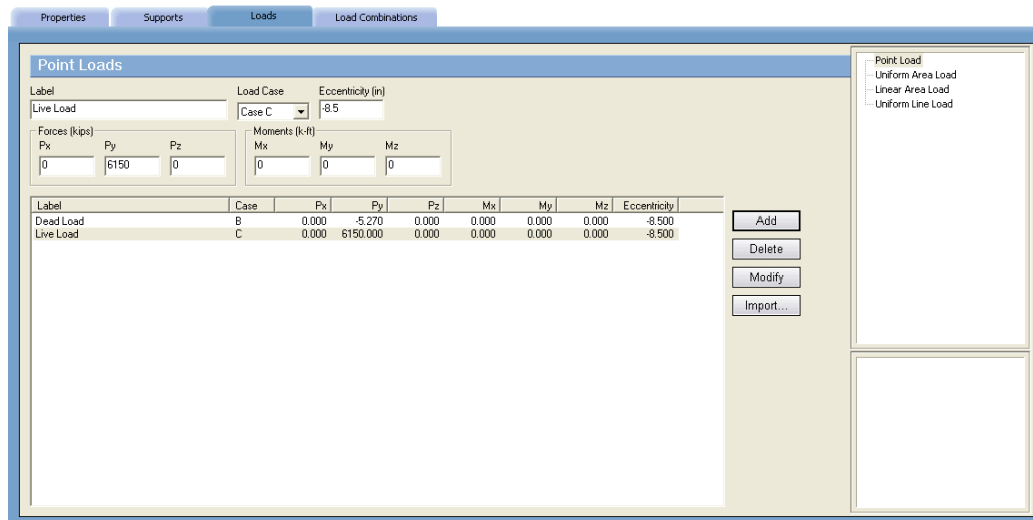 Properties Supports Loads Load Combinations
Point Loads
Label Load Case Eccentricity (in)
Live Load Case C -8.5
Forces (kips) Moments (k-ft)
Px Py Pz Mx My Mz
0 6150 0 0 0 0
Label Case Px Py Pz Mx My Mz Eccentricity
Dead Load B 0.000 -5.270 0.000 0.000 0.000 0.000 -8.500
Live Load C 0.000 6150.000 0.000 0.000 0.000 0.000 -8.500
Add
Delete
Modify
Import...
Point Load
Uniform Area Load
Linear Area Load
Uniform Line Load